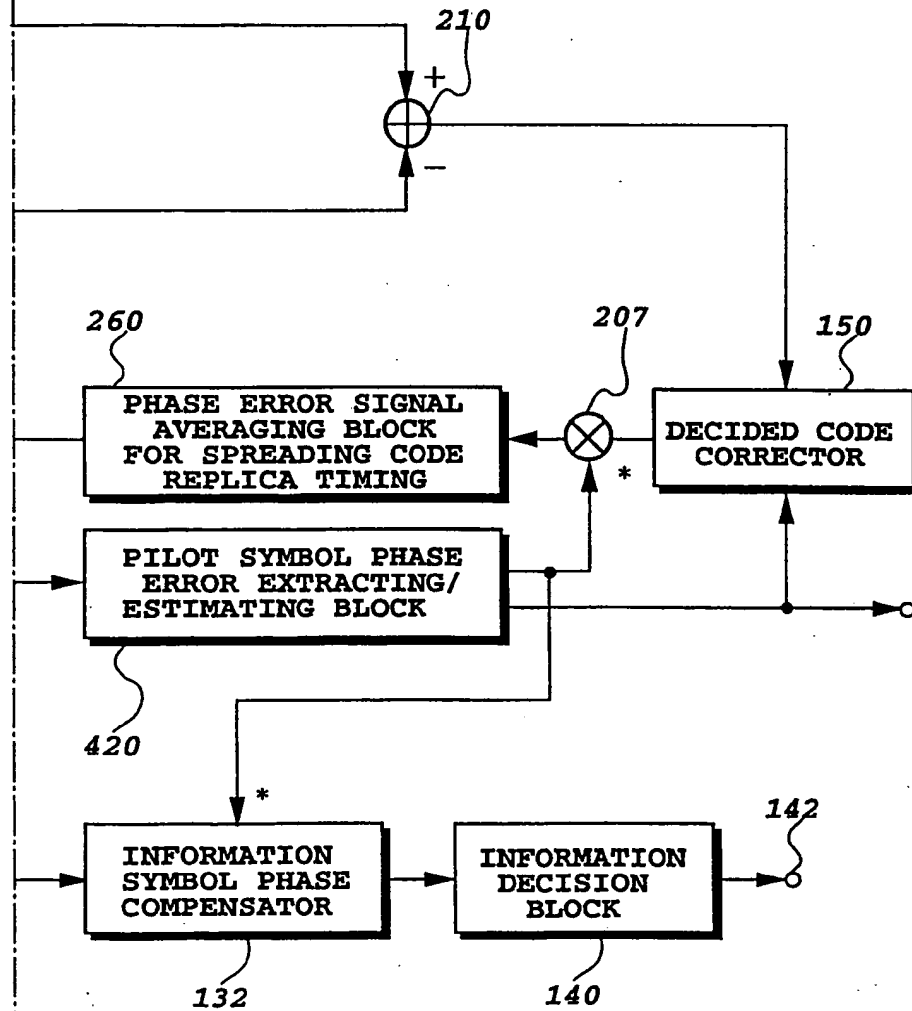 210
+
−
260
207
150
PHASE ERROR SIGNAL
AVERAGING BLOCK
FOR SPREADING CODE
REPLICA TIMING
DECIDED CODE
CORRECTOR
*
PILOT SYMBOL PHASE
ERROR EXTRACTING/
ESTIMATING BLOCK
420
*
142
INFORMATION
SYMBOL PHASE
COMPENSATOR
INFORMATION
DECISION
BLOCK
132
140